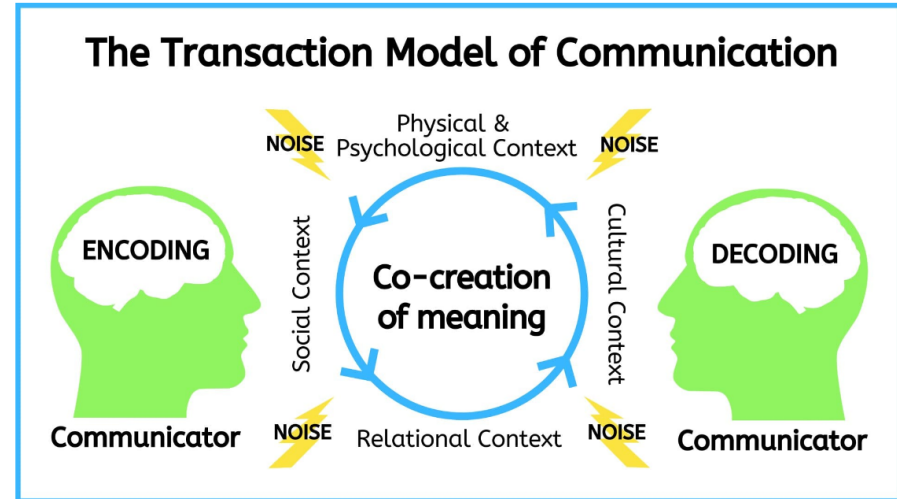 The Transaction Model of Communication
NOISE
Physical &
Psychological Context
NOISE
ENCODING
Social Context
Co-creation
of meaning
Cultural Context
DECODING
Communicator
NOISE
Relational Context
NOISE
Communicator